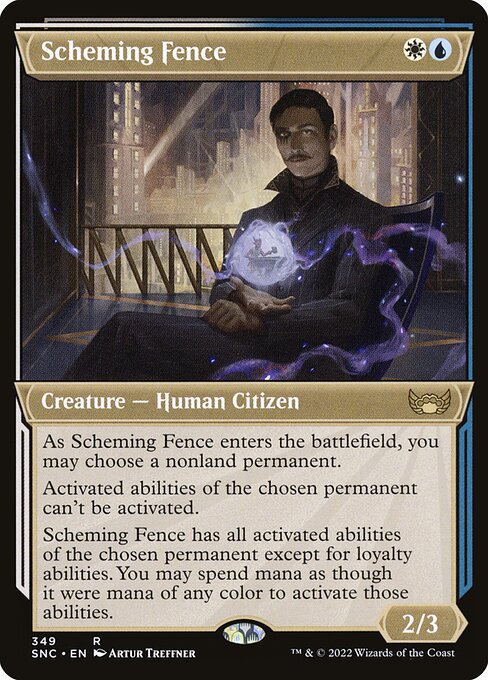 Scheming Fence
Creature — Human Citizen
As Scheming Fence enters the battlefield, you
may choose a nonland permanent.
Activated abilities of the chosen permanent
can't be activated.
Scheming Fence has all activated abilities
of the chosen permanent except for loyalty
abilities. You may spend mana as though
it were mana of any color to activate those
abilities.
2/3
349 R
SNC • EN Artur Treffner
™ & © 2022 Wizards of the Coast